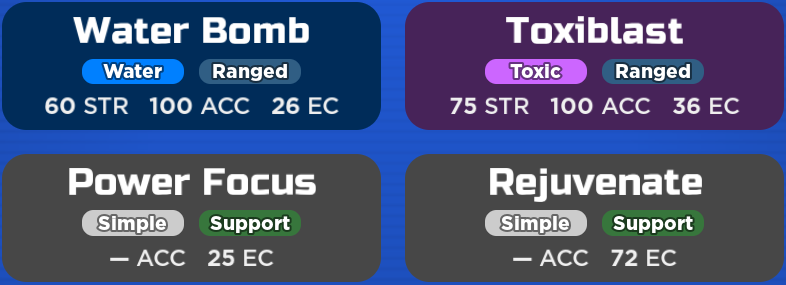 Water Bomb
Water Ranged
60 STR 100 ACC 26 EC
Toxiblast
Toxic Ranged
75 STR 100 ACC 36 EC
Power Focus
Simple Support
— ACC 25 EC
Rejuvenate
Simple Support
— ACC 72 EC